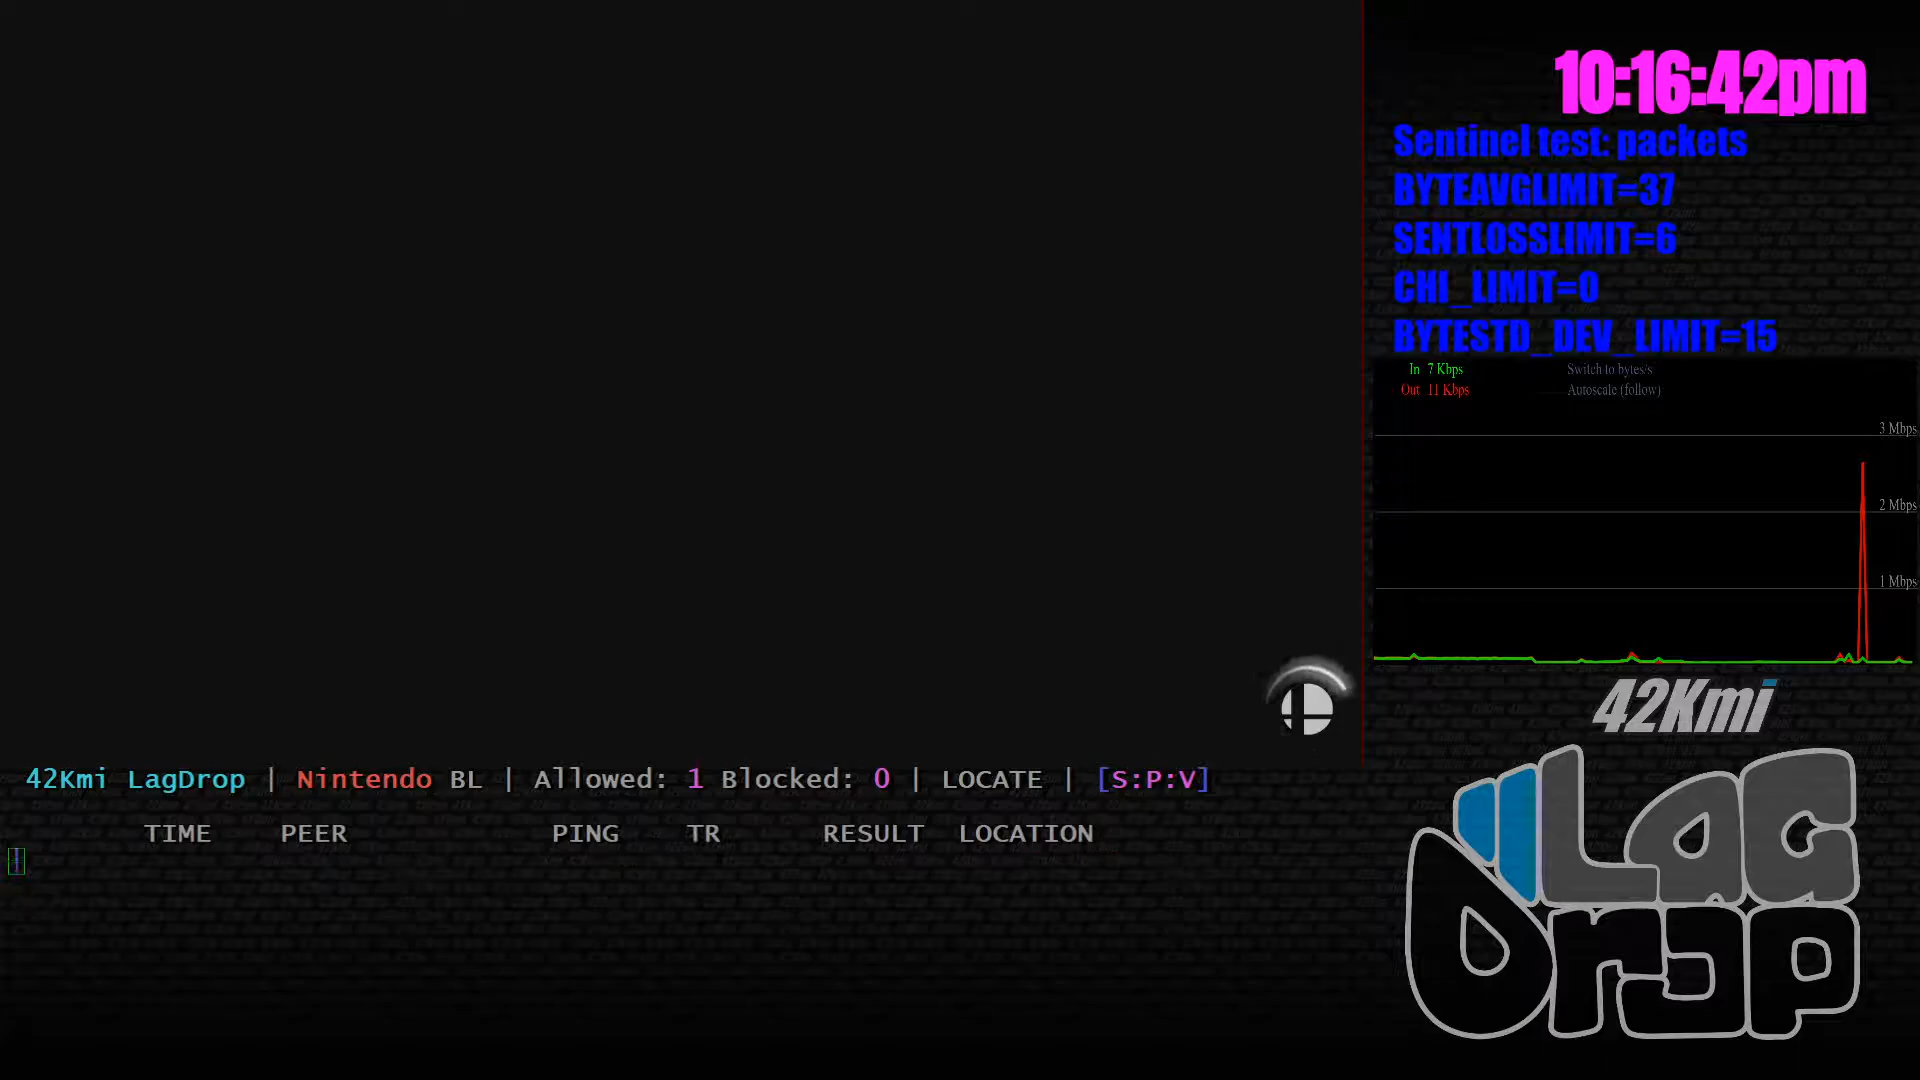 10:16:42pm
Sentinel test: packets
BYTEAVGLIMIT=37
SENTLOSSLIMIT=6
CHI_LIMIT=0
BYTESTD_DEV_LIMIT=15
In 7 Kbps Switch to bytes/s
Out 11 Kbps Autoscale (follow)
3 Mbps
2 Mbps
1 Mbps
42Kmi
LagDrop
42Kmi LagDrop | Nintendo BL | Allowed: 1 Blocked: 0 | LOCATE | [S:P:V]
TIME PEER PING TR RESULT LOCATION